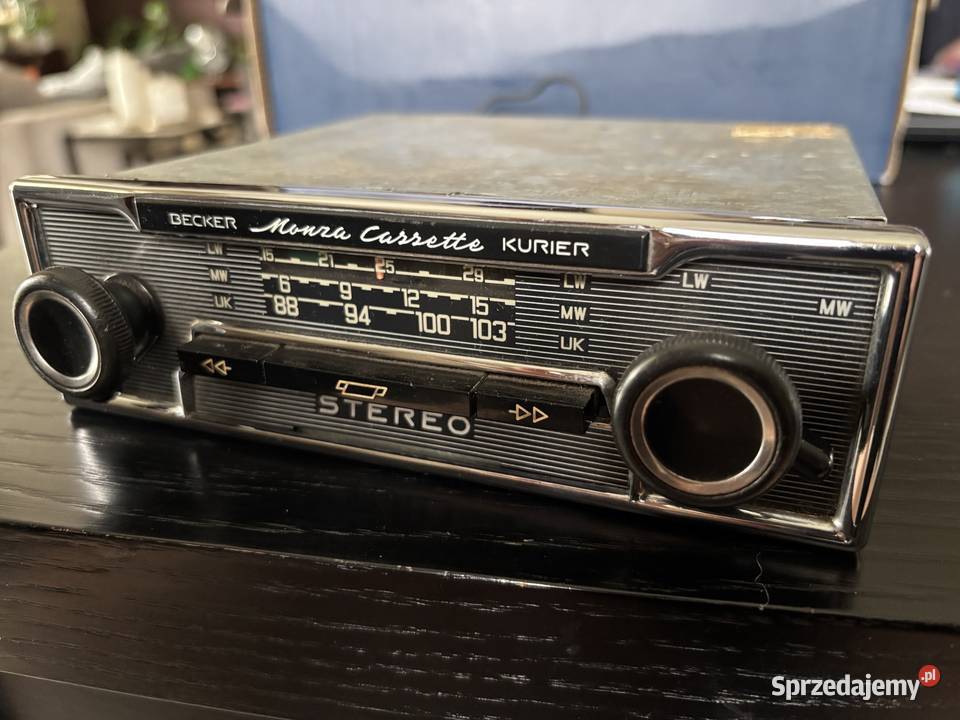 BECKER Monza Cassette KURIER
LW 15 21 25 29 LW LW
MW 6 9 12 15 MW MW
UK 88 94 100 103 UK
STEREO
Sprzedajemy.pl